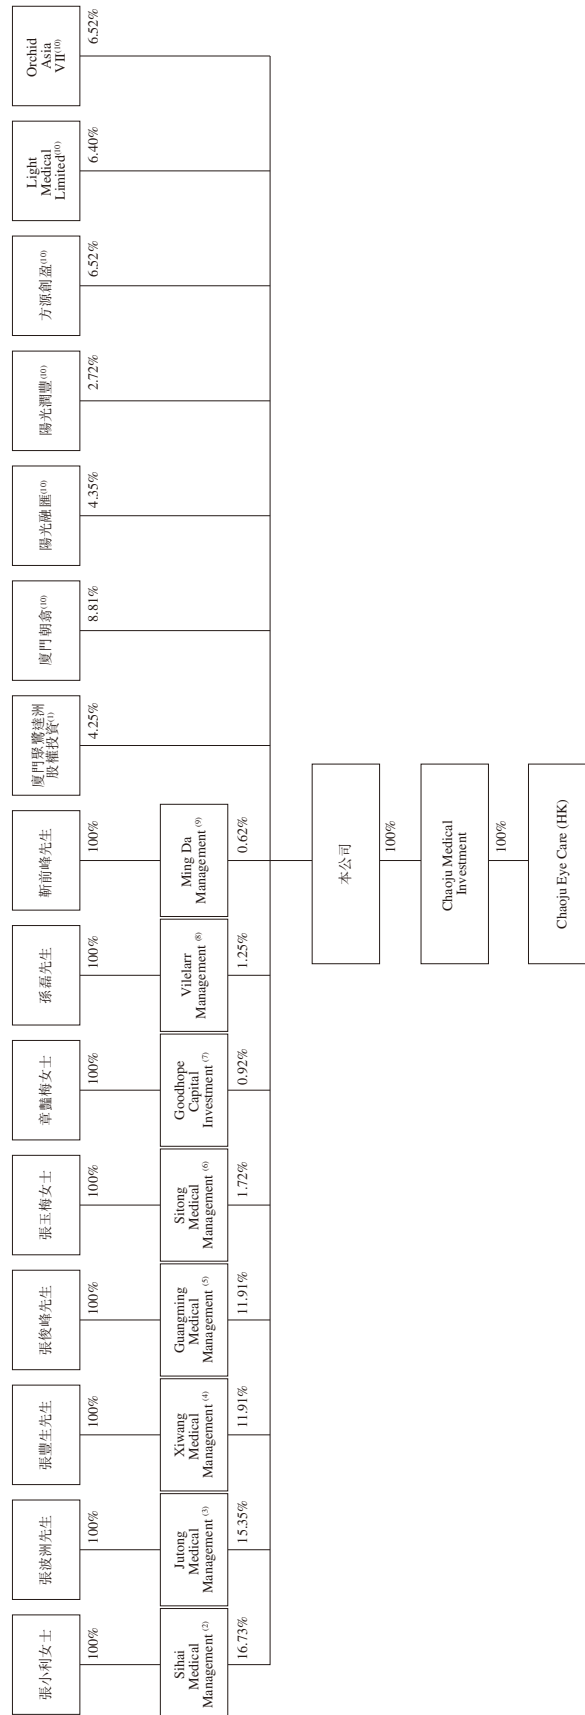 張小利女士
張波洲先生
張豐生先生
張俊峰先生
張玉梅女士
章豔梅女士
孫磊先生
靳前峰先生
廈門聚鷺達洲
股權投資(1)
廈門朝翕(10)
陽光融匯(10)
陽光潤豐(10)
方源創盈(10)
Light
Medical
Limited(10)
Orchid
Asia
VII(10)
100%
100%
100%
100%
100%
100%
100%
100%
4.25%
8.81%
4.35%
2.72%
6.52%
6.40%
6.52%
Sihai
Medical
Management (2)
Jutong
Medical
Management (3)
Xiwang
Medical
Management (4)
Guangming
Medical
Management (5)
Sitong
Medical
Management (6)
Goodhope
Capital
Investment (7)
Vilelarr
Management (8)
Ming Da
Management (9)
16.73%
15.35%
11.91%
11.91%
1.72%
0.92%
1.25%
0.62%
本公司
100%
Chaoju Medical
Investment
100%
Chaoju Eye Care (HK)